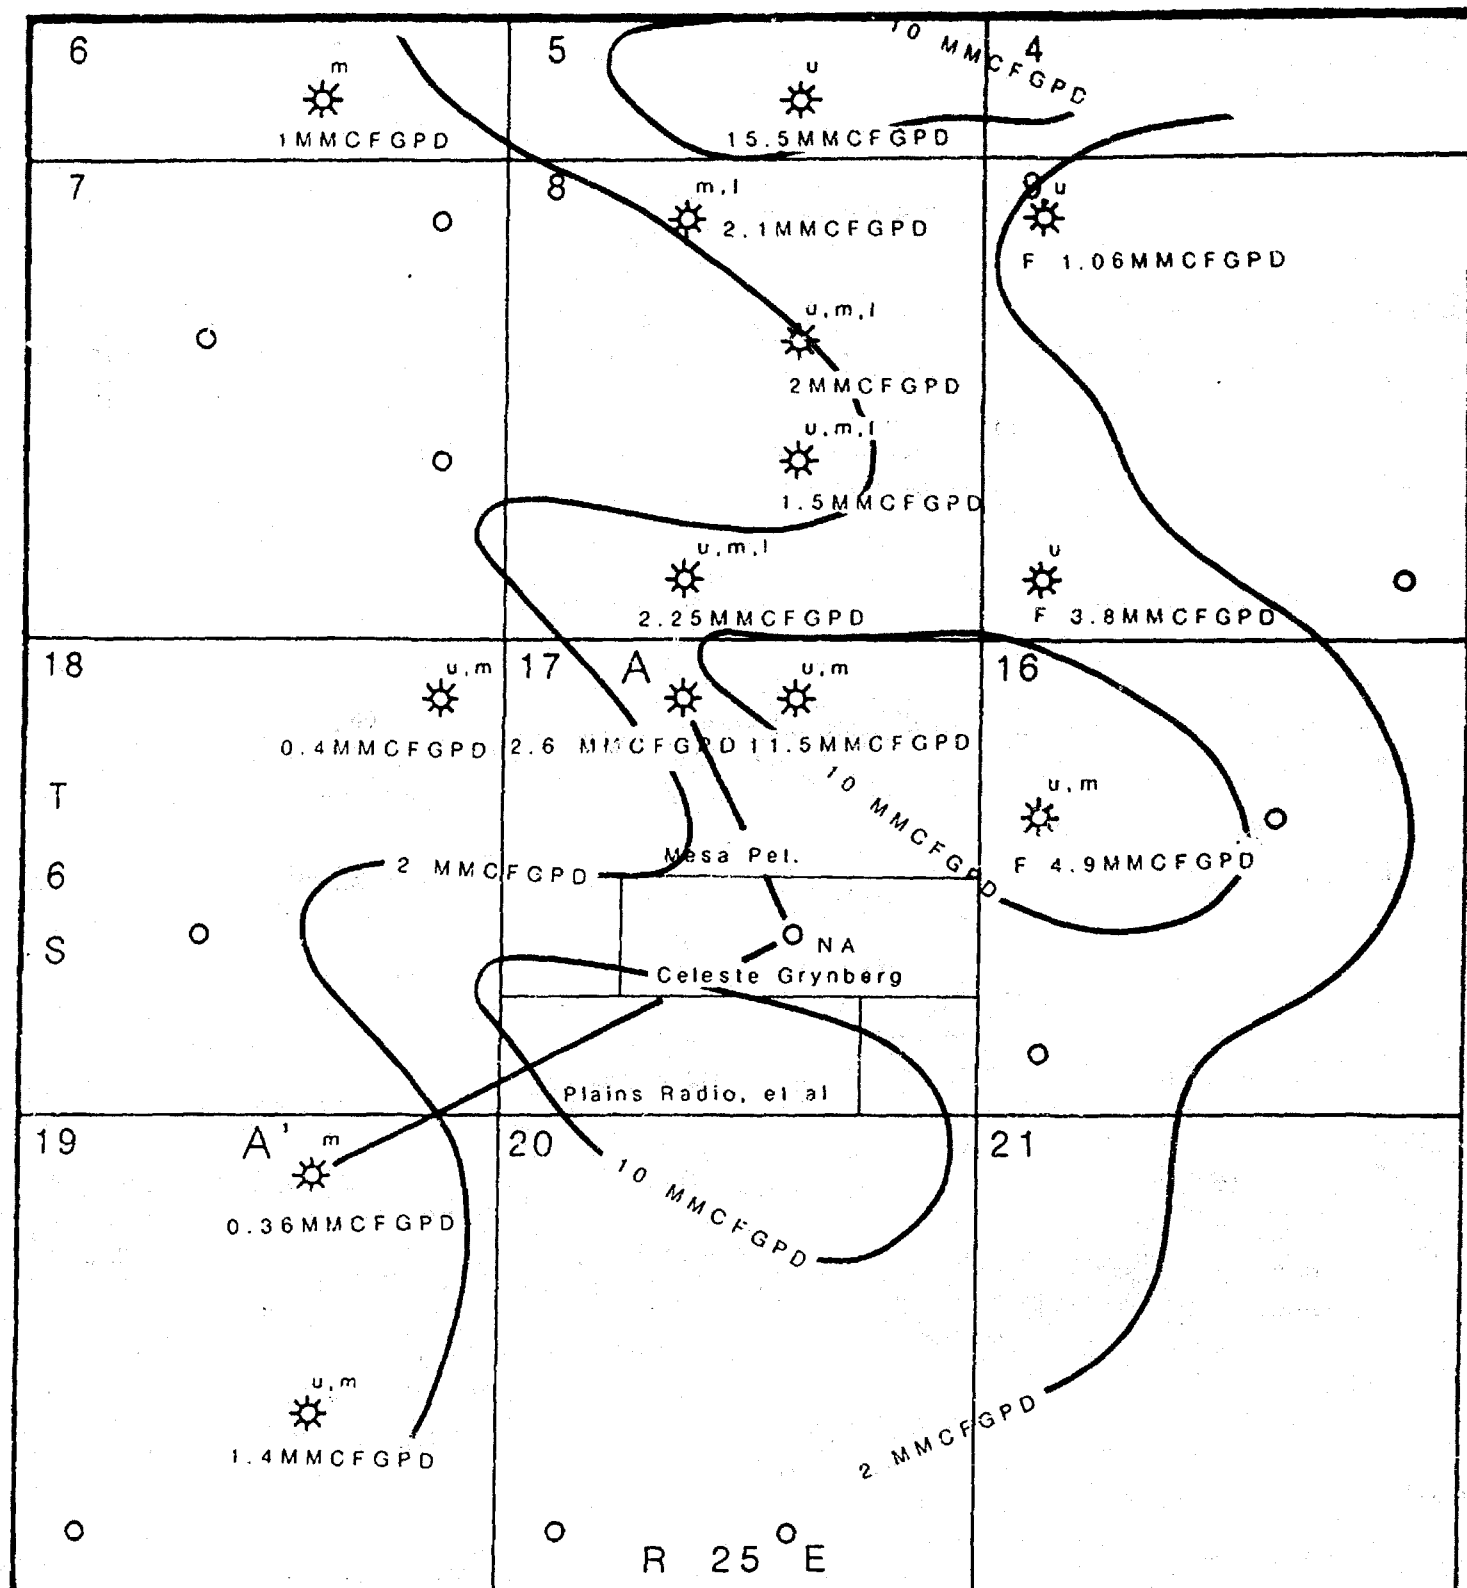 6
5
4
10 MMCFGPD
m
u
1MMCFGPD
15.5MMCFGPD
7
8
9
m,l
u
2.1MMCFGPD
F 1.06MMCFGPD
u,m,l
2MMCFGPD
u,m,l
1.5MMCFGPD
u,m,l
u
2.25MMCFGPD
F 3.8MMCFGPD
18
17
16
u,m
A
u,m
0.4MMCFGPD
2.6 MMCFGPD
11.5MMCFGPD
10 MMCFGPD
u,m
T
6
S
Mesa Pet.
F 4.9MMCFGPD
2 MMCFGPD
NA
Celeste Grynberg
Plains Radio, et al
19
20
21
A' m
10 MMCFGPD
0.36MMCFGPD
u,m
1.4MMCFGPD
2 MMCFGPD
R 25 E